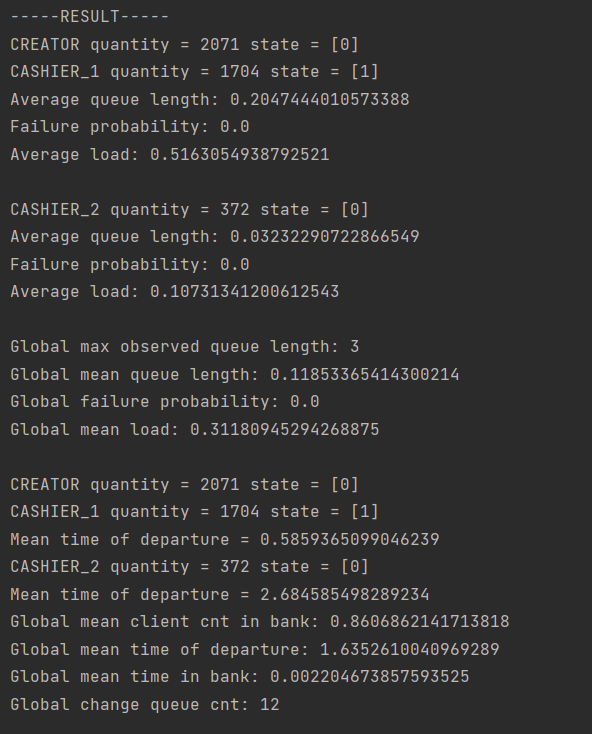 -----RESULT-----
CREATOR quantity = 2071 state = [0]
CASHIER_1 quantity = 1704 state = [1]
Average queue length: 0.2047444010573388
Failure probability: 0.0
Average load: 0.5163054938792521
CASHIER_2 quantity = 372 state = [0]
Average queue length: 0.03232290722866549
Failure probability: 0.0
Average load: 0.10731341200612543
Global max observed queue length: 3
Global mean queue length: 0.11853365414300214
Global failure probability: 0.0
Global mean load: 0.31180945294268875
CREATOR quantity = 2071 state = [0]
CASHIER_1 quantity = 1704 state = [1]
Mean time of departure = 0.5859365099046239
CASHIER_2 quantity = 372 state = [0]
Mean time of departure = 2.684585498289234
Global mean client cnt in bank: 0.8606862141713818
Global mean time of departure: 1.6352610040969289
Global mean time in bank: 0.002204673857593525
Global change queue cnt: 12